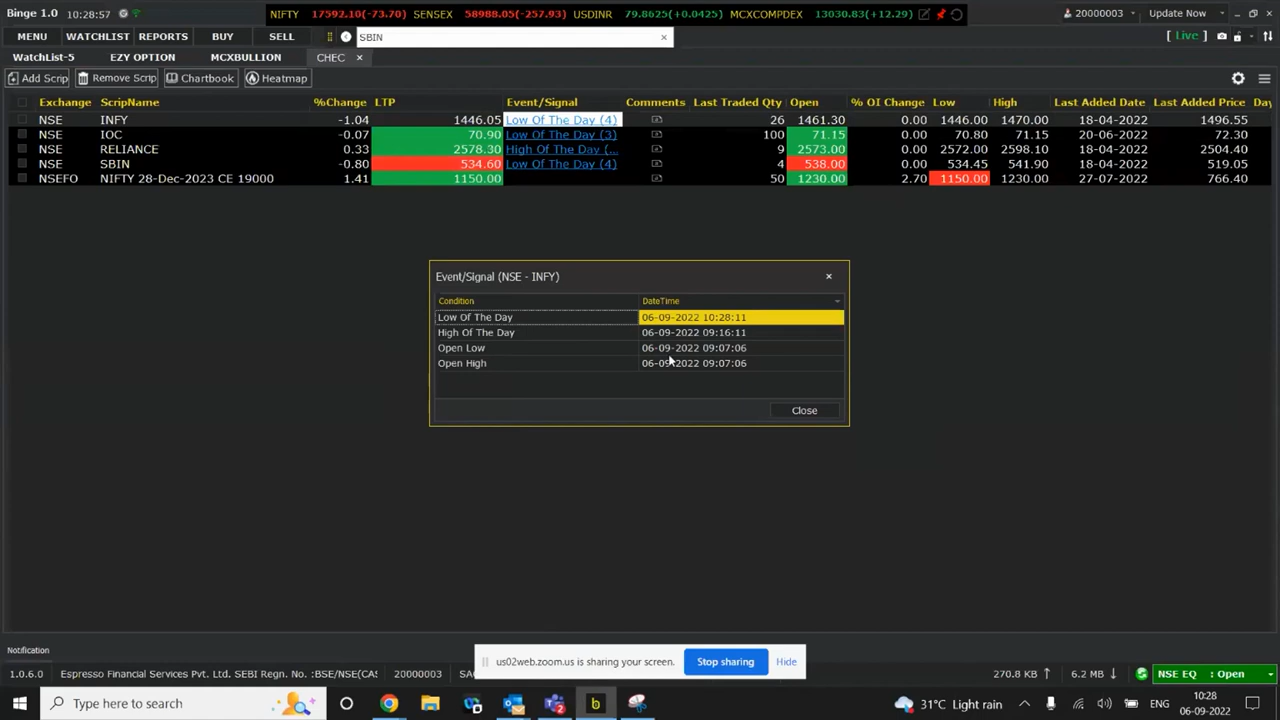 Binge 1.0 10:28:57 NIFTY 17592.10(-73.70) SENSEX 58988.05(-257.93) USDINR 79.8625(+0.0425) MCXCOMPDEX 13030.83(+12.29) 20000003 Update Now
MENU WATCHLIST REPORTS BUY SELL SBIN [ Live ]
WatchList-5 EZY OPTION MCXBULLION CHEC
Add Scrip Remove Scrip Chartbook Heatmap
Exchange ScripName %Change LTP Event/Signal Comments Last Traded Qty Open % OI Change Low High Last Added Date Last Added Price Day
NSE INFY -1.04 1446.05 Low Of The Day (4) 26 1461.30 0.00 1446.00 1470.00 18-04-2022 1496.55
NSE IOC -0.07 70.90 Low Of The Day (3) 100 71.15 0.00 70.80 71.15 20-06-2022 72.30
NSE RELIANCE 0.33 2578.30 High Of The Day (... 9 2573.00 0.00 2572.00 2598.10 18-04-2022 2504.40
NSE SBIN -0.80 534.60 Low Of The Day (4) 4 538.00 0.00 534.45 541.90 18-04-2022 519.05
NSEFO NIFTY 28-Dec-2023 CE 19000 1.41 1150.00 50 1230.00 2.70 1150.00 1230.00 27-07-2022 766.40
Event/Signal (NSE - INFY)
Condition DateTime
Low Of The Day 06-09-2022 10:28:11
High Of The Day 06-09-2022 09:16:11
Open Low 06-09-2022 09:07:06
Open High 06-09-2022 09:07:06
Close
Notification
us02web.zoom.us is sharing your screen. Stop sharing Hide
1.0.6.0 Espresso Financial Services Pvt. Ltd. SEBI Regn. No. :BSE/NSE(CAS 20000003 SA 270.8 KB 6.2 MB NSE EQ : Open
Type here to search 31°C Light rain ENG 10:28
06-09-2022